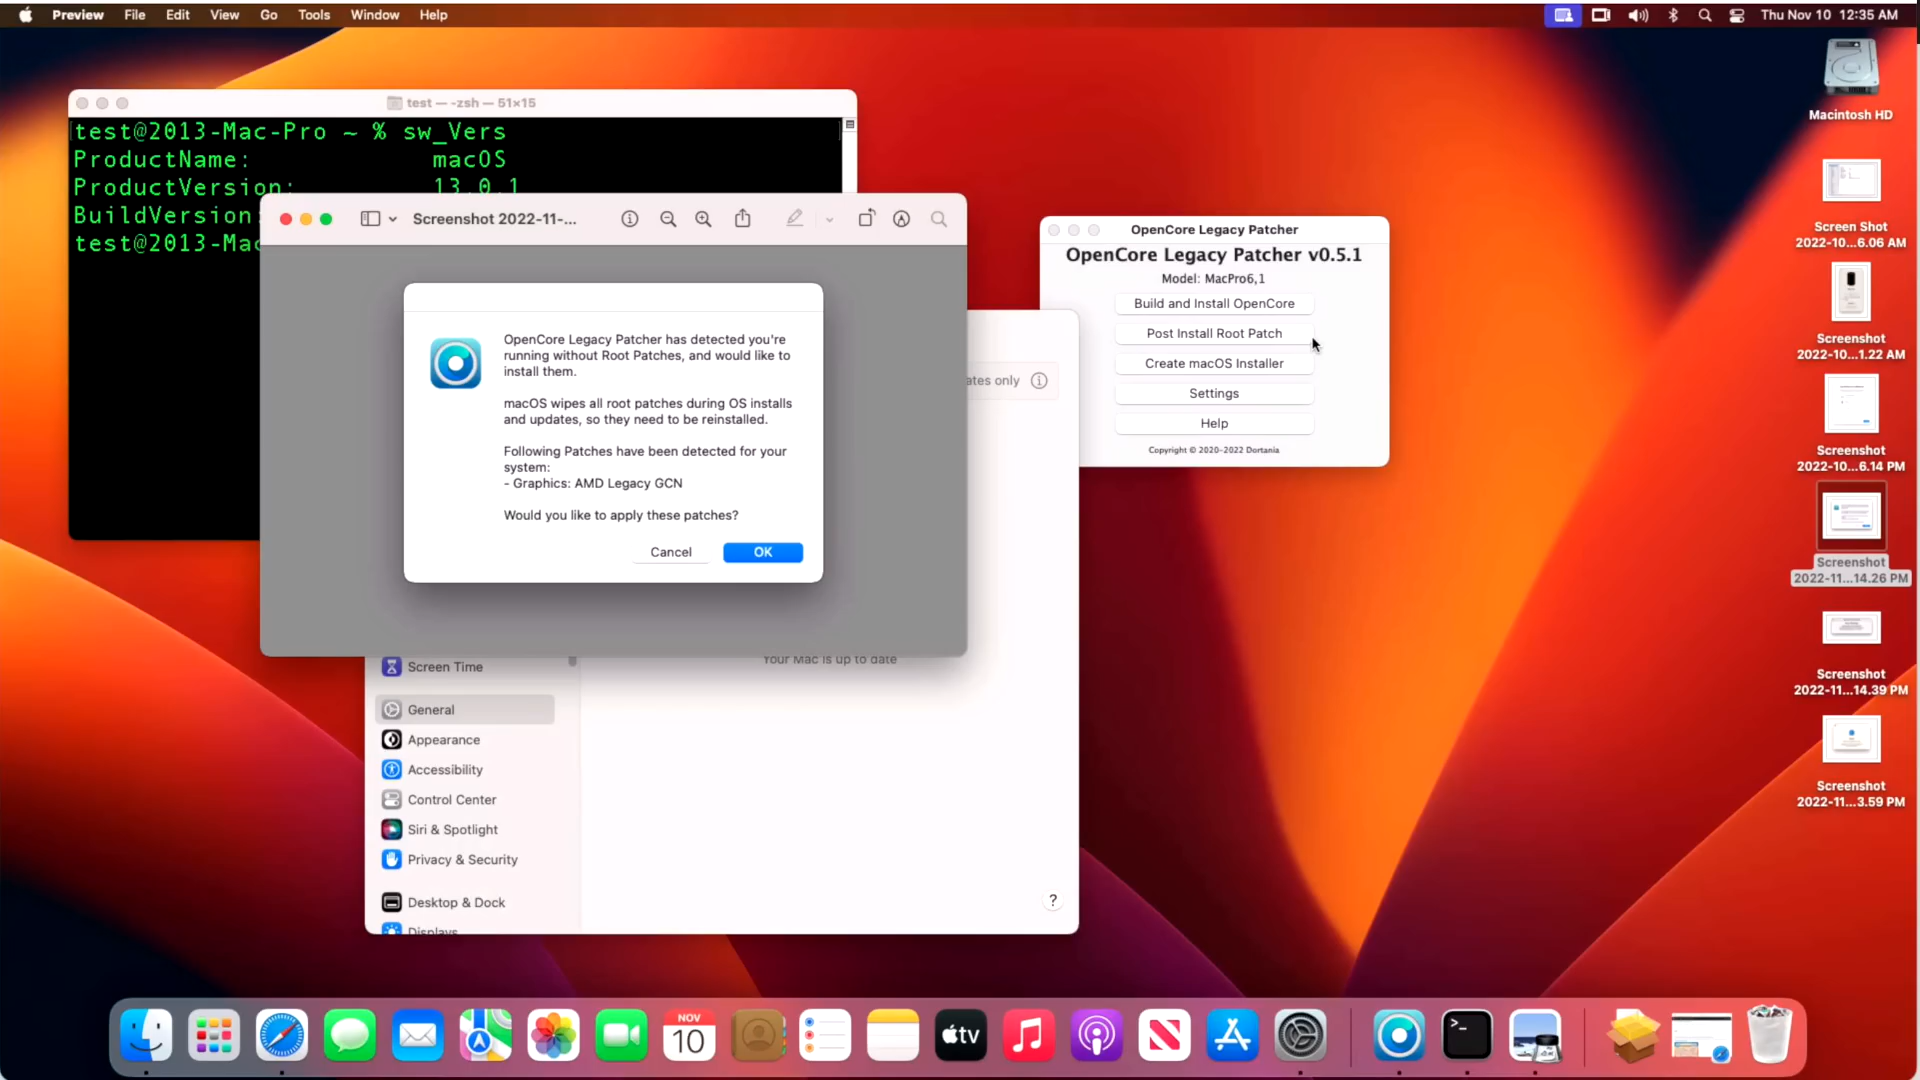 Preview File Edit View Go Tools Window Help
Thu Nov 10 12:35 AM
test — -zsh — 51×15
test@2013-Mac-Pro ~ % sw_Vers
ProductName: macOS
ProductVersion: 13.0.1
BuildVersion
test@2013-Mac
Screenshot 2022-11-...
OpenCore Legacy Patcher has detected you're
running without Root Patches, and would like to
install them.
macOS wipes all root patches during OS installs
and updates, so they need to be reinstalled.
Following Patches have been detected for your
system:
- Graphics: AMD Legacy GCN
Would you like to apply these patches?
Cancel OK
ates only
Your Mac is up to date
Screen Time
General
Appearance
Accessibility
Control Center
Siri & Spotlight
Privacy & Security
Desktop & Dock
Displays
?
OpenCore Legacy Patcher
OpenCore Legacy Patcher v0.5.1
Model: MacPro6,1
Build and Install OpenCore
Post Install Root Patch
Create macOS Installer
Settings
Help
Copyright © 2020-2022 Dortania
Macintosh HD
Screen Shot
2022-10...6.06 AM
Screenshot
2022-10...1.22 AM
Screenshot
2022-10...6.14 PM
Screenshot
2022-11...14.26 PM
Screenshot
2022-11...14.39 PM
Screenshot
2022-11...3.59 PM
NOV
10
tv
>_